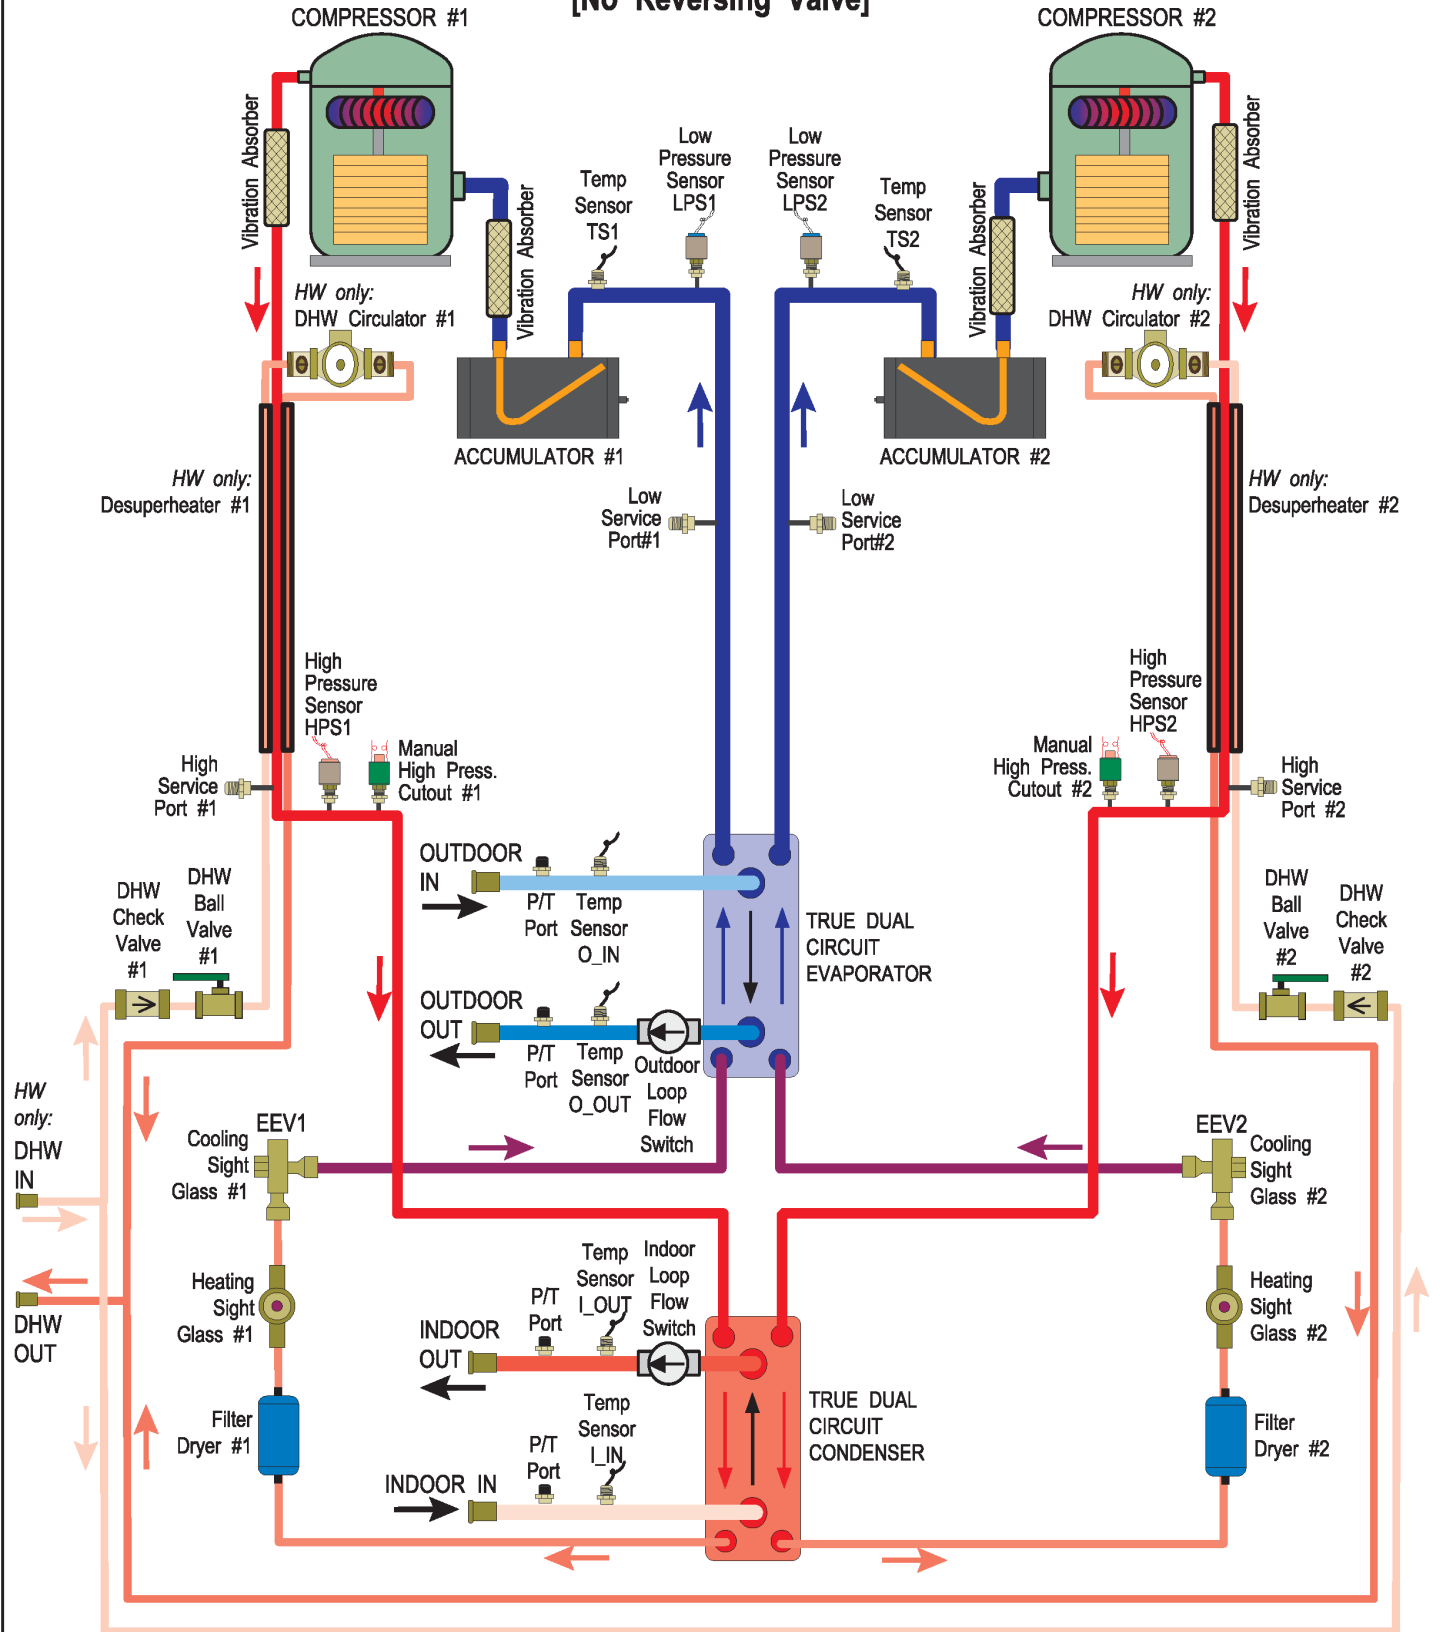 [No Reversing Valve]
COMPRESSOR #1
COMPRESSOR #2
Vibration Absorber
Vibration Absorber
Temp
Sensor
TS1
Low
Pressure
Sensor
LPS1
Low
Pressure
Sensor
LPS2
Temp
Sensor
TS2
Vibration Absorber
Vibration Absorber
HW only:
DHW Circulator #1
HW only:
DHW Circulator #2
ACCUMULATOR #1
ACCUMULATOR #2
HW only:
Desuperheater #1
Low
Service
Port#1
Low
Service
Port#2
HW only:
Desuperheater #2
High
Pressure
Sensor
HPS1
High
Pressure
Sensor
HPS2
High
Service
Port #1
Manual
High Press.
Cutout #1
Manual
High Press.
Cutout #2
High
Service
Port #2
DHW
Check
Valve
#1
DHW
Ball
Valve
#1
OUTDOOR
IN
P/T
Port
Temp
Sensor
O_IN
TRUE DUAL
CIRCUIT
EVAPORATOR
DHW
Ball
Valve
#2
DHW
Check
Valve
#2
OUTDOOR
OUT
P/T
Port
Temp
Sensor
O_OUT
Outdoor
Loop
Flow
Switch
HW
only:
DHW
IN
Cooling
Sight
Glass #1
EEV1
EEV2
Cooling
Sight
Glass #2
DHW
OUT
Heating
Sight
Glass #1
INDOOR
OUT
P/T
Port
Temp
Sensor
I_OUT
Indoor
Loop
Flow
Switch
Heating
Sight
Glass #2
Filter
Dryer #1
INDOOR IN
P/T
Port
Temp
Sensor
I_IN
TRUE DUAL
CIRCUIT
CONDENSER
Filter
Dryer #2